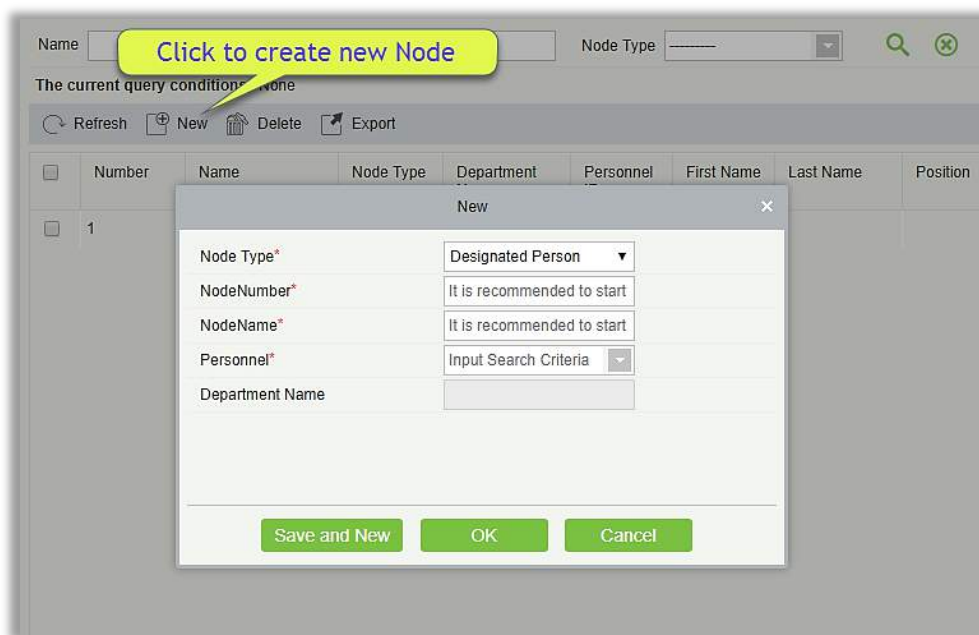 Name
Click to create new Node
Node Type ---------
The current query conditions None
Refresh New Delete Export
Number Name Node Type Department Personnel First Name Last Name Position
New
1
Node Type* Designated Person
NodeNumber* It is recommended to start
NodeName* It is recommended to start
Personnel* Input Search Criteria
Department Name
Save and New OK Cancel